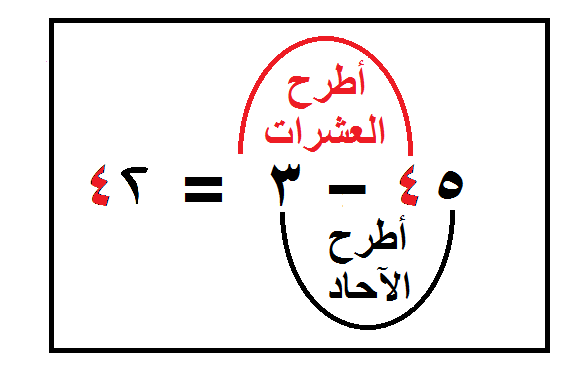 أطرح
العشرات
٤٥ − ٣ = ٤٢
أطرح
الآحاد